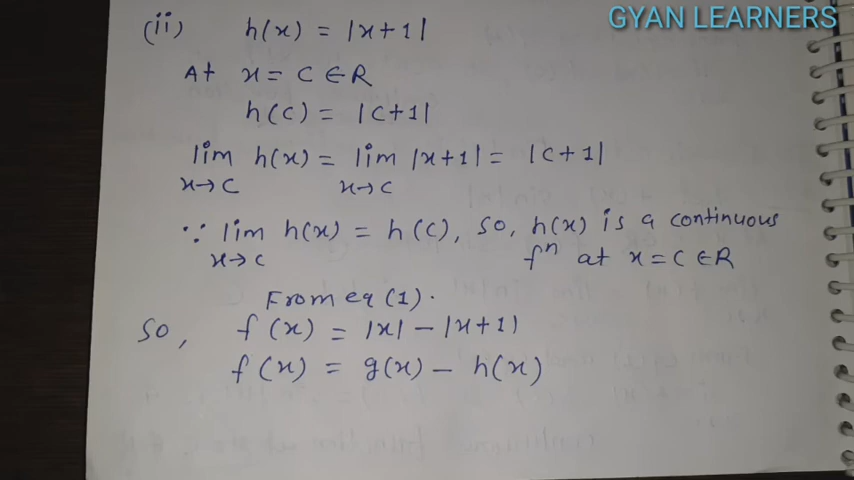 GYAN LEARNERS
(ii) h(x) = |x+1|
At x = C ∈ R
h(c) = |c+1|
lim h(x) = lim |x+1| = |c+1|
x→c x→c
∵ lim h(x) = h(c), so, h(x) is a continuous
x→c fⁿ at x = C ∈ R
From eq (1).
So, f(x) = |x| - |x+1|
f(x) = g(x) - h(x)